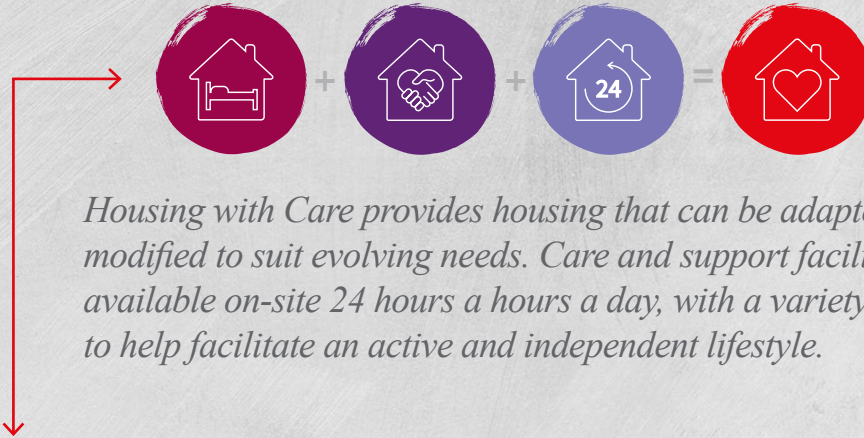 + + 24 =
Housing with Care provides housing that can be adapt
modified to suit evolving needs. Care and support facili
available on-site 24 hours a hours a day, with a variety
to help facilitate an active and independent lifestyle.